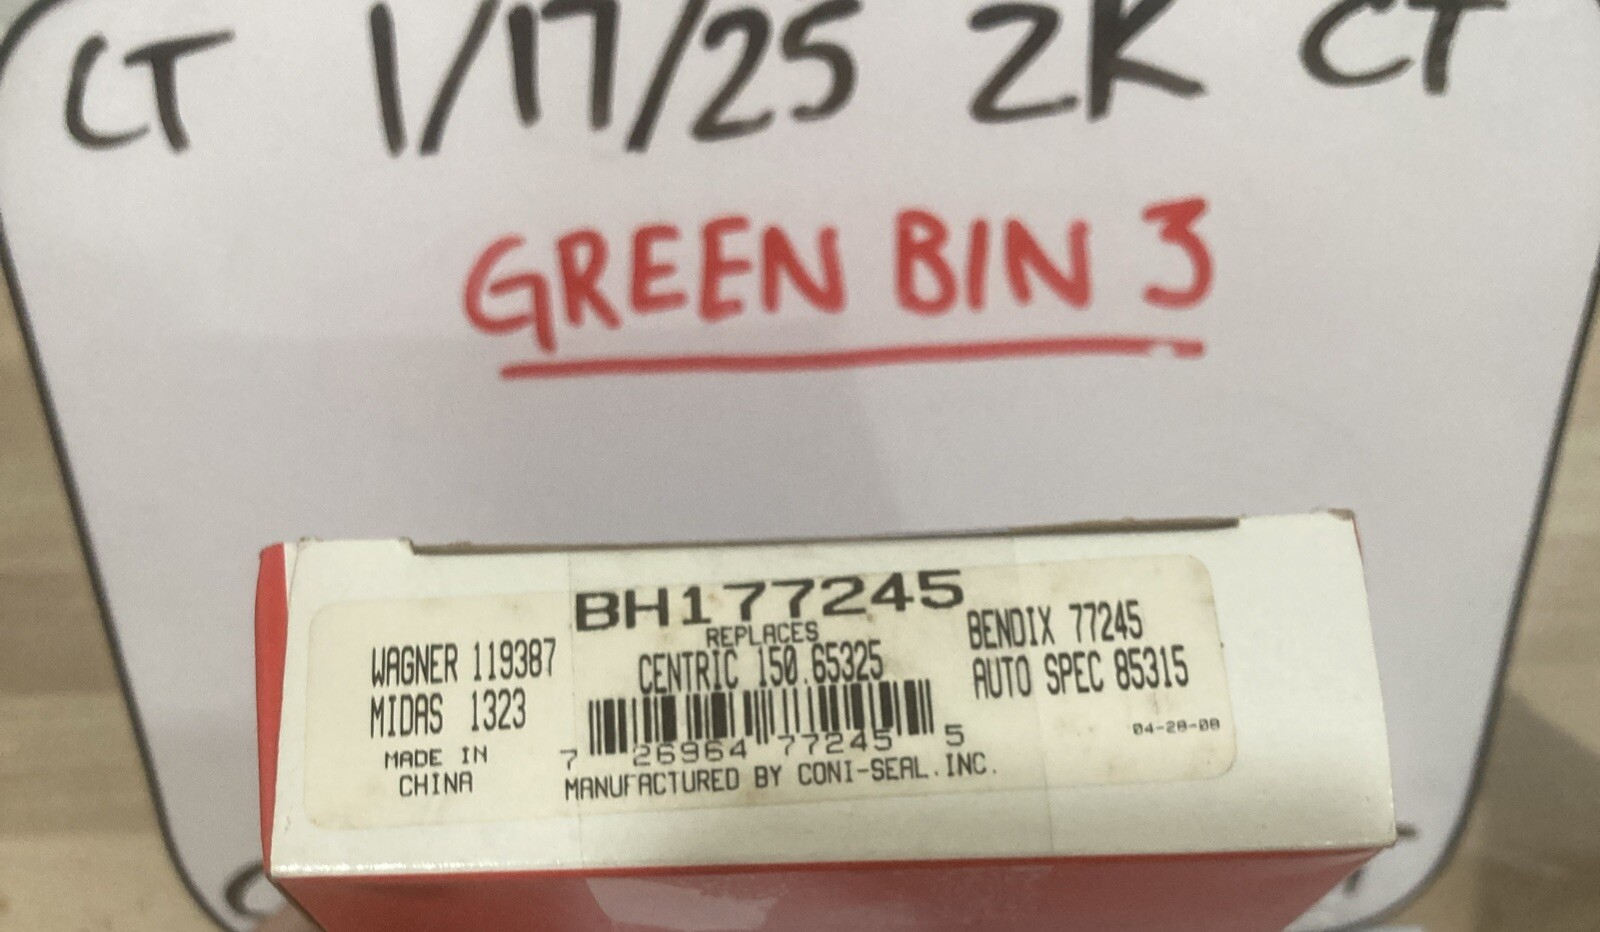 CT 1/17/25 2K CT
GREEN BIN 3
BH177245
REPLACES
WAGNER 119387
CENTRIC 150.65325
BENDIX 77245
MIDAS 1323
AUTO SPEC 85315
MADE IN
CHINA
7 26964 77245 5
04-28-08
MANUFACTURED BY CONI-SEAL.INC.